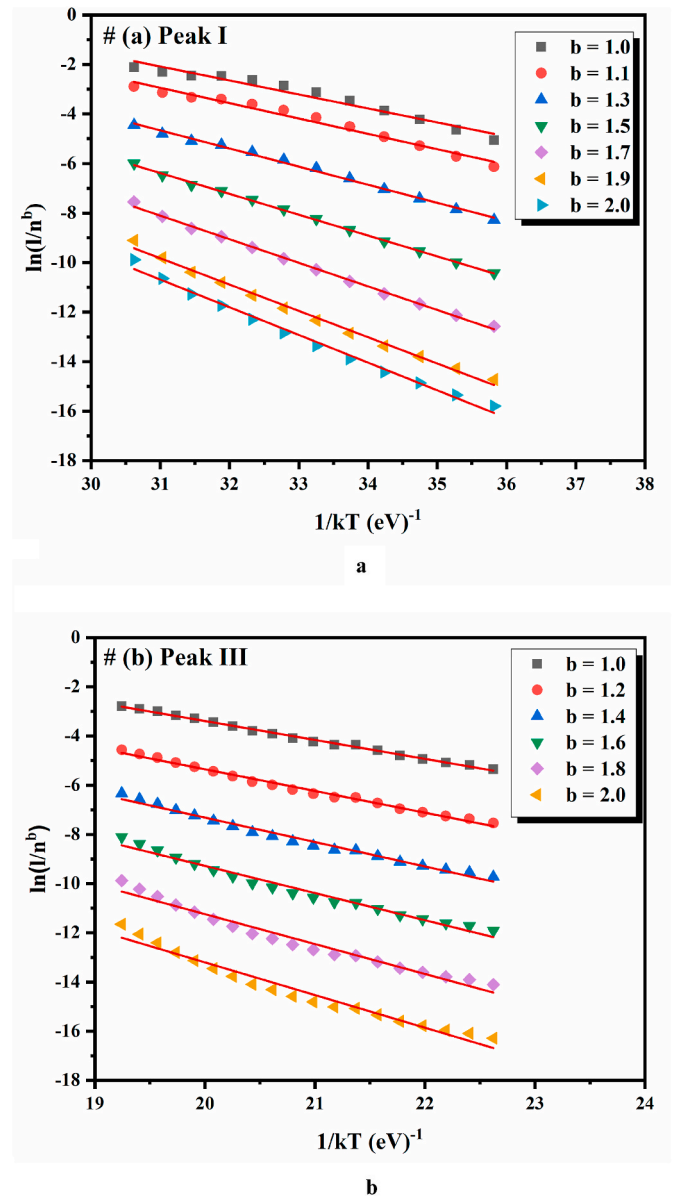 # (a) Peak I
b = 1.0
b = 1.1
b = 1.3
b = 1.5
b = 1.7
b = 1.9
b = 2.0
0
-2
-4
-6
-8
-10
-12
-14
-16
-18
ln(I/nᵇ)
30 31 32 33 34 35 36 37 38
1/kT (eV)⁻¹
a
# (b) Peak III
b = 1.0
b = 1.2
b = 1.4
b = 1.6
b = 1.8
b = 2.0
0
-2
-4
-6
-8
-10
-12
-14
-16
-18
ln(I/nᵇ)
19 20 21 22 23 24
1/kT (eV)⁻¹
b